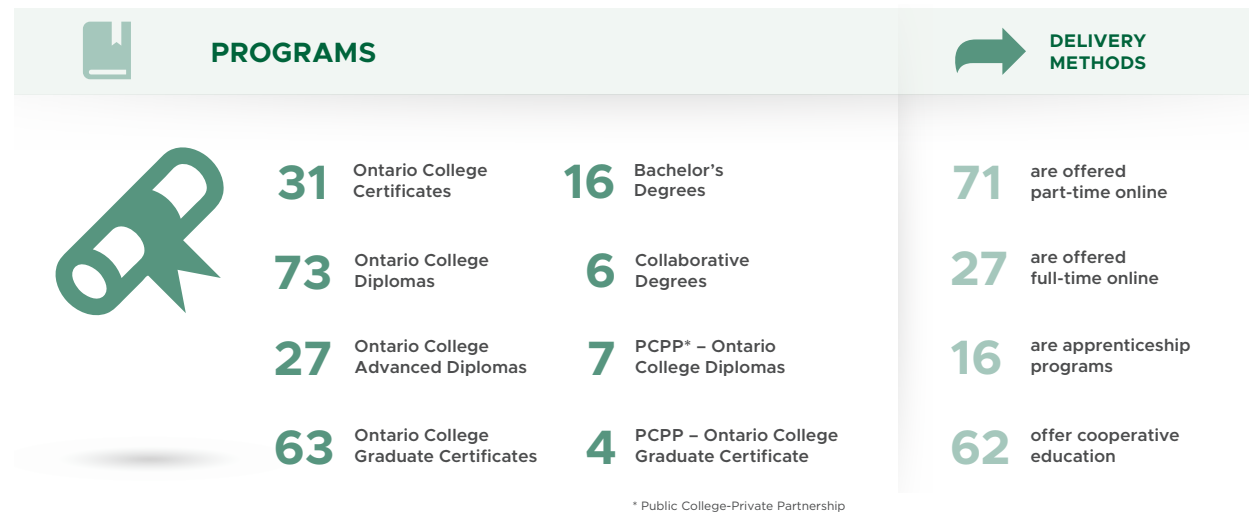 PROGRAMS
DELIVERY
METHODS
31
Ontario College
Certificates
73
Ontario College
Diplomas
27
Ontario College
Advanced Diplomas
63
Ontario College
Graduate Certificates
16
Bachelor’s
Degrees
6
Collaborative
Degrees
7
PCPP* – Ontario
College Diplomas
4
PCPP – Ontario College
Graduate Certificate
* Public College-Private Partnership
71
are offered
part-time online
27
are offered
full-time online
16
are apprenticeship
programs
62
offer cooperative
education